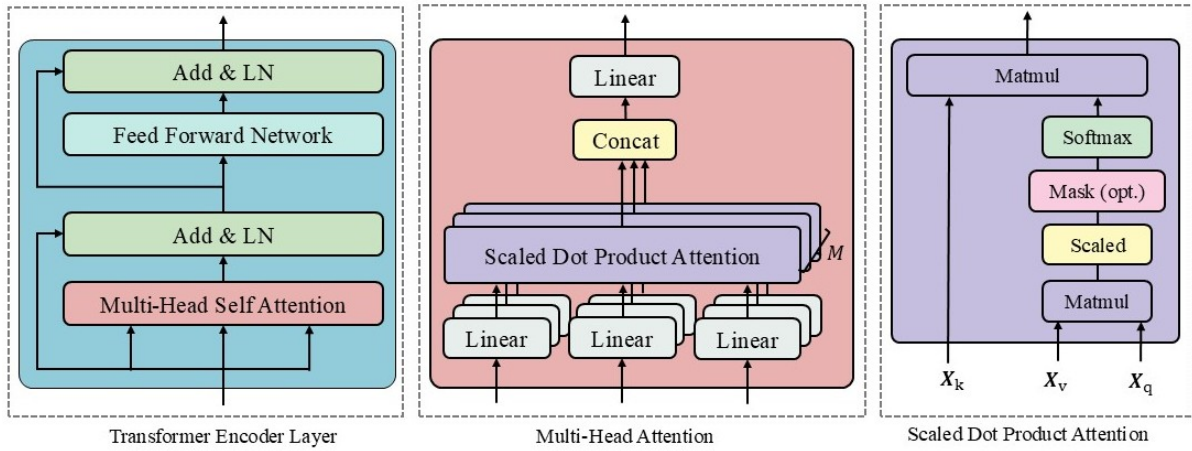 Add & LN
Feed Forward Network
Add & LN
Multi-Head Self Attention
Transformer Encoder Layer
Linear
Concat
Scaled Dot Product Attention
M
Linear
Linear
Linear
Multi-Head Attention
Matmul
Softmax
Mask (opt.)
Scaled
Matmul
Xk
Xv
Xq
Scaled Dot Product Attention